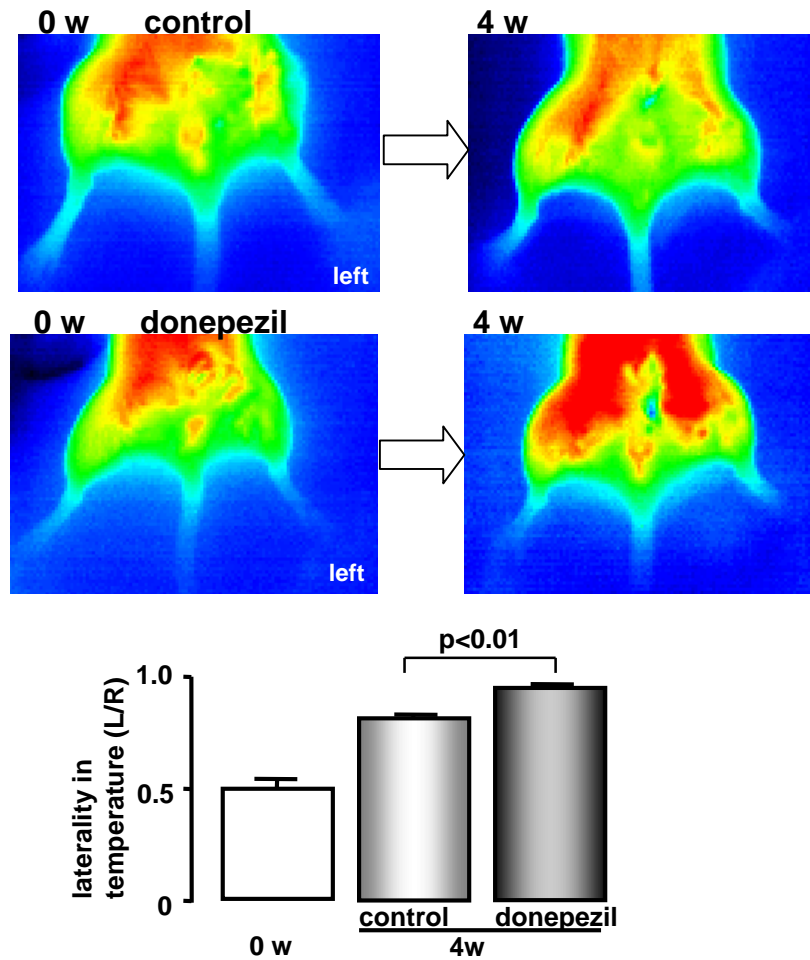 0 w control
4 w
left
0 w donepezil
4 w
left
p<0.01
laterality in
temperature (L/R)
1.0
0.5
0
control donepezil
0 w 4w